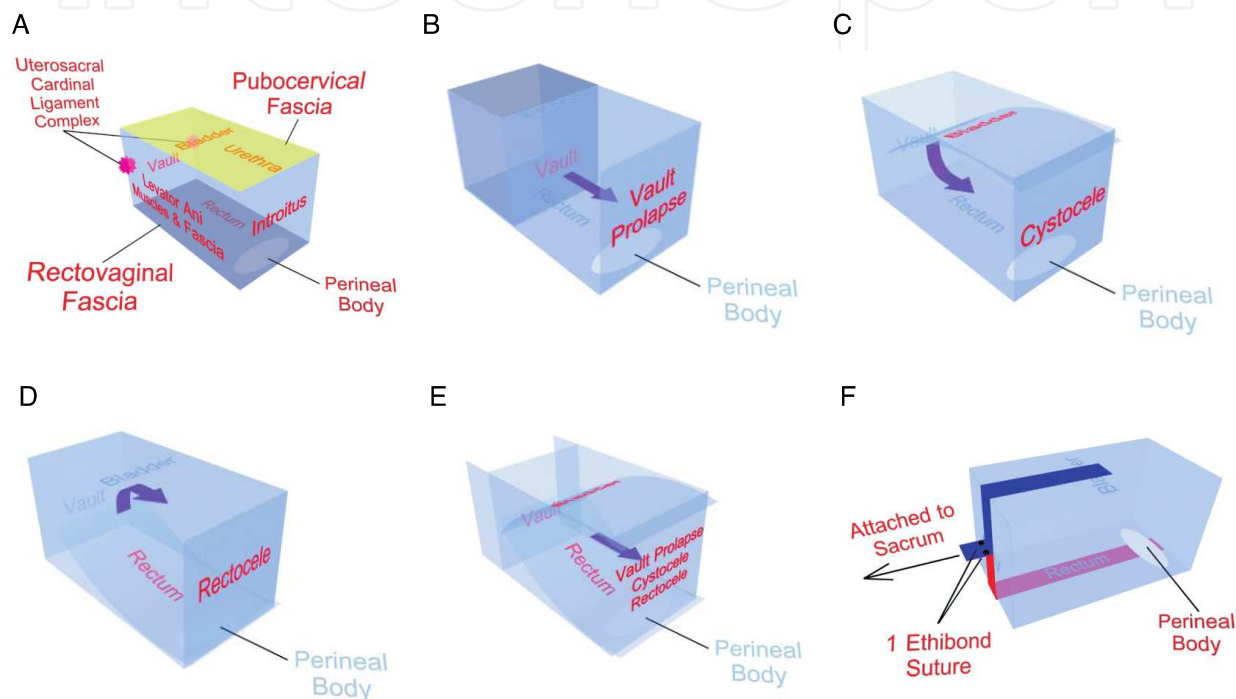 A
Uterosacral
Cardinal
Ligament
Complex
Pubocervical
Fascia
Bladder
Urethra
Vault
Levator Ani
Muscles & Fascia
Rectum
Introitus
Rectovaginal
Fascia
Perineal
Body
B
Vault
Rectum
Vault
Prolapse
Perineal
Body
C
Vault
Bladder
Rectum
Cystocele
Perineal
Body
D
Bladder
Vault
Rectum
Rectocele
Perineal
Body
E
Vault
Rectum
Vault Prolapse
Cystocele
Rectocele
Perineal
Body
F
Attached to
Sacrum
Rectum
1 Ethibond
Suture
Perineal
Body